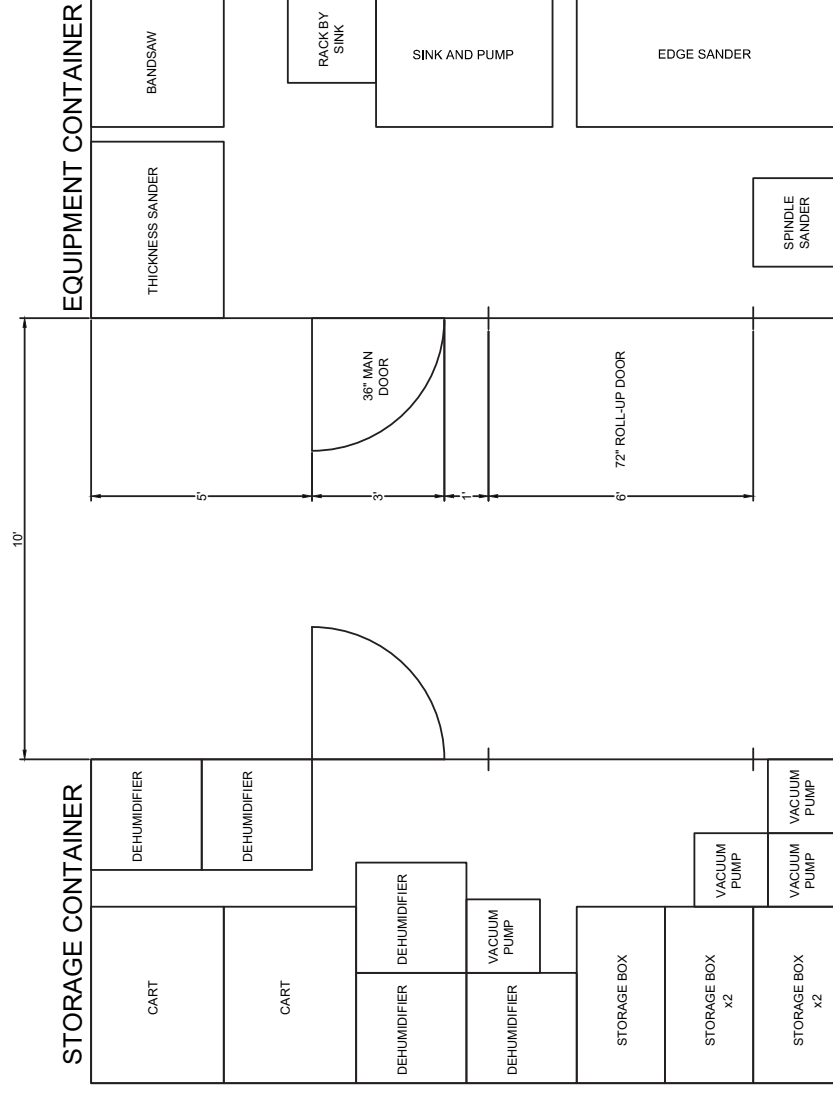 EQUIPMENT CONTAINER
BANDSAW
RACK BY
SINK
SINK AND PUMP
EDGE SANDER
THICKNESS SANDER
SPINDLE
SANDER
10'
36" MAN
DOOR
72" ROLL-UP DOOR
5'
3'
1'
6'
STORAGE CONTAINER
DEHUMIDIFIER
DEHUMIDIFIER
VACUUM
PUMP
VACUUM
PUMP
VACUUM
PUMP
DEHUMIDIFIER
VACUUM
PUMP
CART
CART
DEHUMIDIFIER
DEHUMIDIFIER
STORAGE BOX
STORAGE BOX
x2
STORAGE BOX
x2